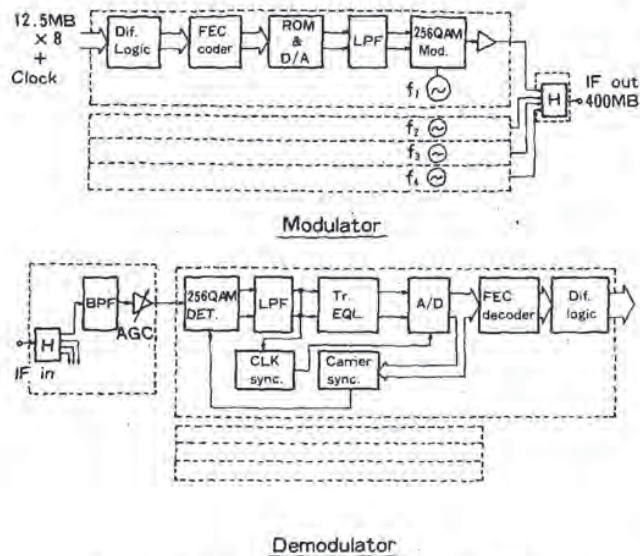 12.5MB
× 8
+
Clock
Dif.
Logic
FEC
coder
ROM
&
D/A
LPF
256QAM
Mod.
f₁
f₂
f₃
f₄
H
IF out
400MB
Modulator
BPF
AGC
H
IF in
256QAM
DET.
LPF
Tr.
EQL.
A/D
FEC
decoder
Dif.
logic
CLK
sync.
Carrier
sync.
Demodulator